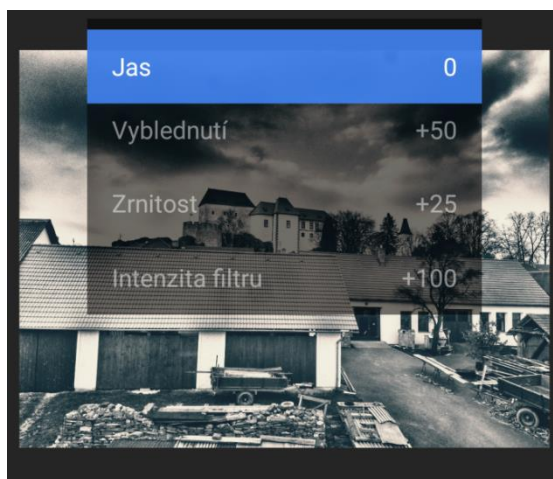 Jas 0
Vyblednutí +50
Zrnitost +25
Intenzita filtru +100